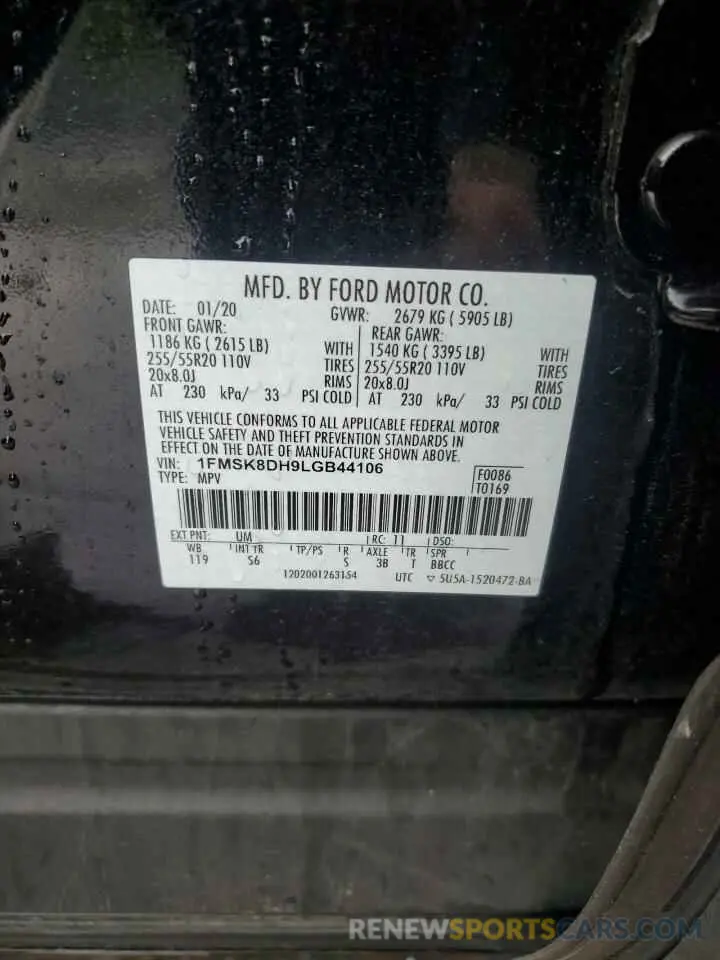 MFD. BY FORD MOTOR CO.
DATE: 01/20 GVWR: 2679 KG ( 5905 LB)
FRONT GAWR: REAR GAWR:
1186 KG ( 2615 LB) WITH 1540 KG ( 3395 LB) WITH
255/55R20 110V TIRES 255/55R20 110V TIRES
20x8.0J RIMS 20x8.0J RIMS
AT 230 kPa/ 33 PSI COLD AT 230 kPa/ 33 PSI COLD
THIS VEHICLE CONFORMS TO ALL APPLICABLE FEDERAL MOTOR
VEHICLE SAFETY AND THEFT PREVENTION STANDARDS IN
EFFECT ON THE DATE OF MANUFACTURE SHOWN ABOVE.
VIN: 1FMSK8DH9LGB44106 F0086
TYPE: MPV T0169
EXT PNT: UM RC: 11 DSO:
WB INT TR TP/PS R AXLE TR SPR
119 S6 S 3B T BBCC
1202001263154 UTC ▽ 5U5A-1520472-BA
RENEWSPORTSCARS.COM